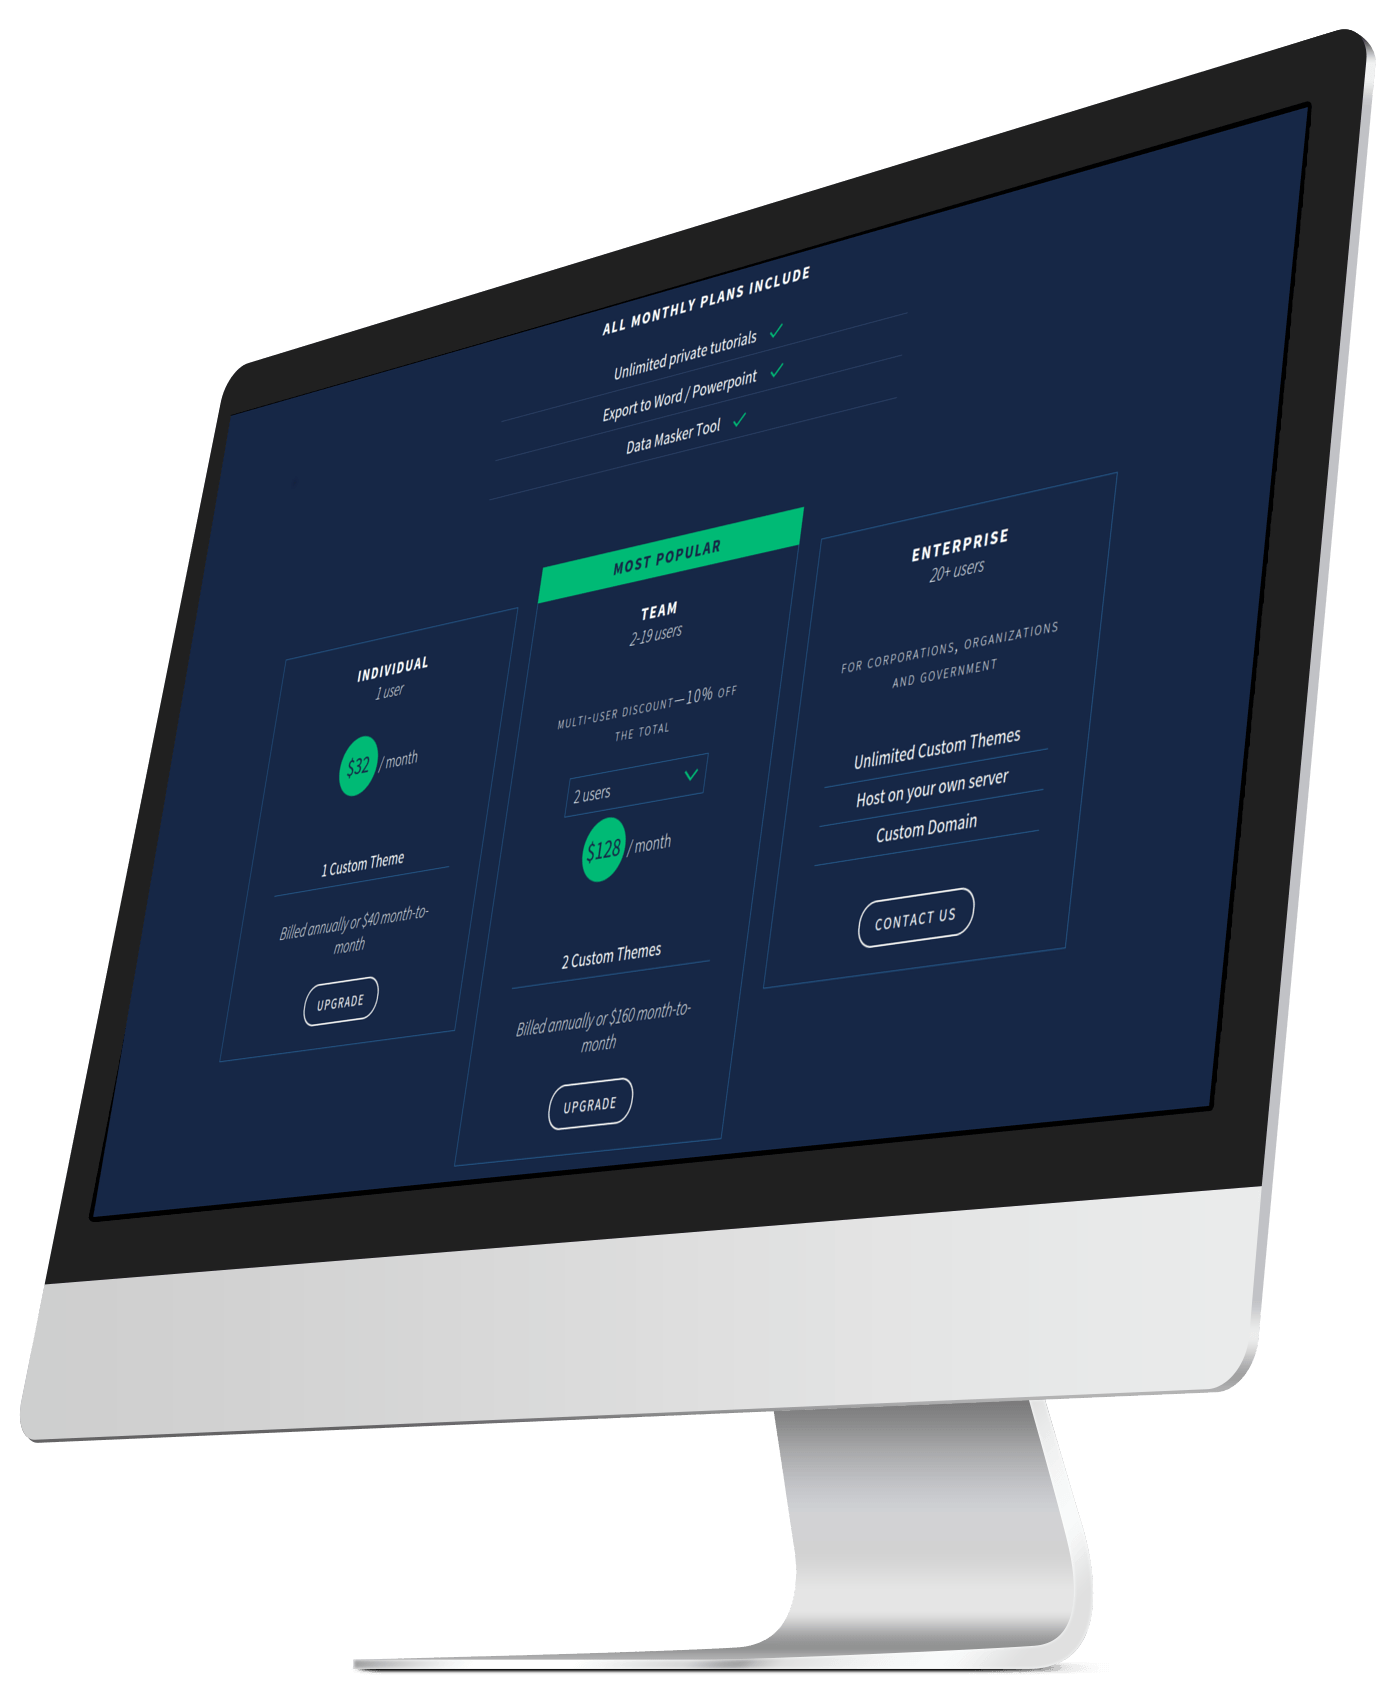 ALL MONTHLY PLANS INCLUDE
Unlimited private tutorials
Export to Word / Powerpoint
Data Masker Tool
INDIVIDUAL
1 user
$32 / month
1 Custom Theme
Billed annually or $40 month-to-
month
UPGRADE
MOST POPULAR
TEAM
2-19 users
MULTI-USER DISCOUNT—10% OFF
THE TOTAL
2 users
$128 / month
2 Custom Themes
Billed annually or $160 month-to-
month
UPGRADE
ENTERPRISE
20+ users
FOR CORPORATIONS, ORGANIZATIONS
AND GOVERNMENT
Unlimited Custom Themes
Host on your own server
Custom Domain
CONTACT US